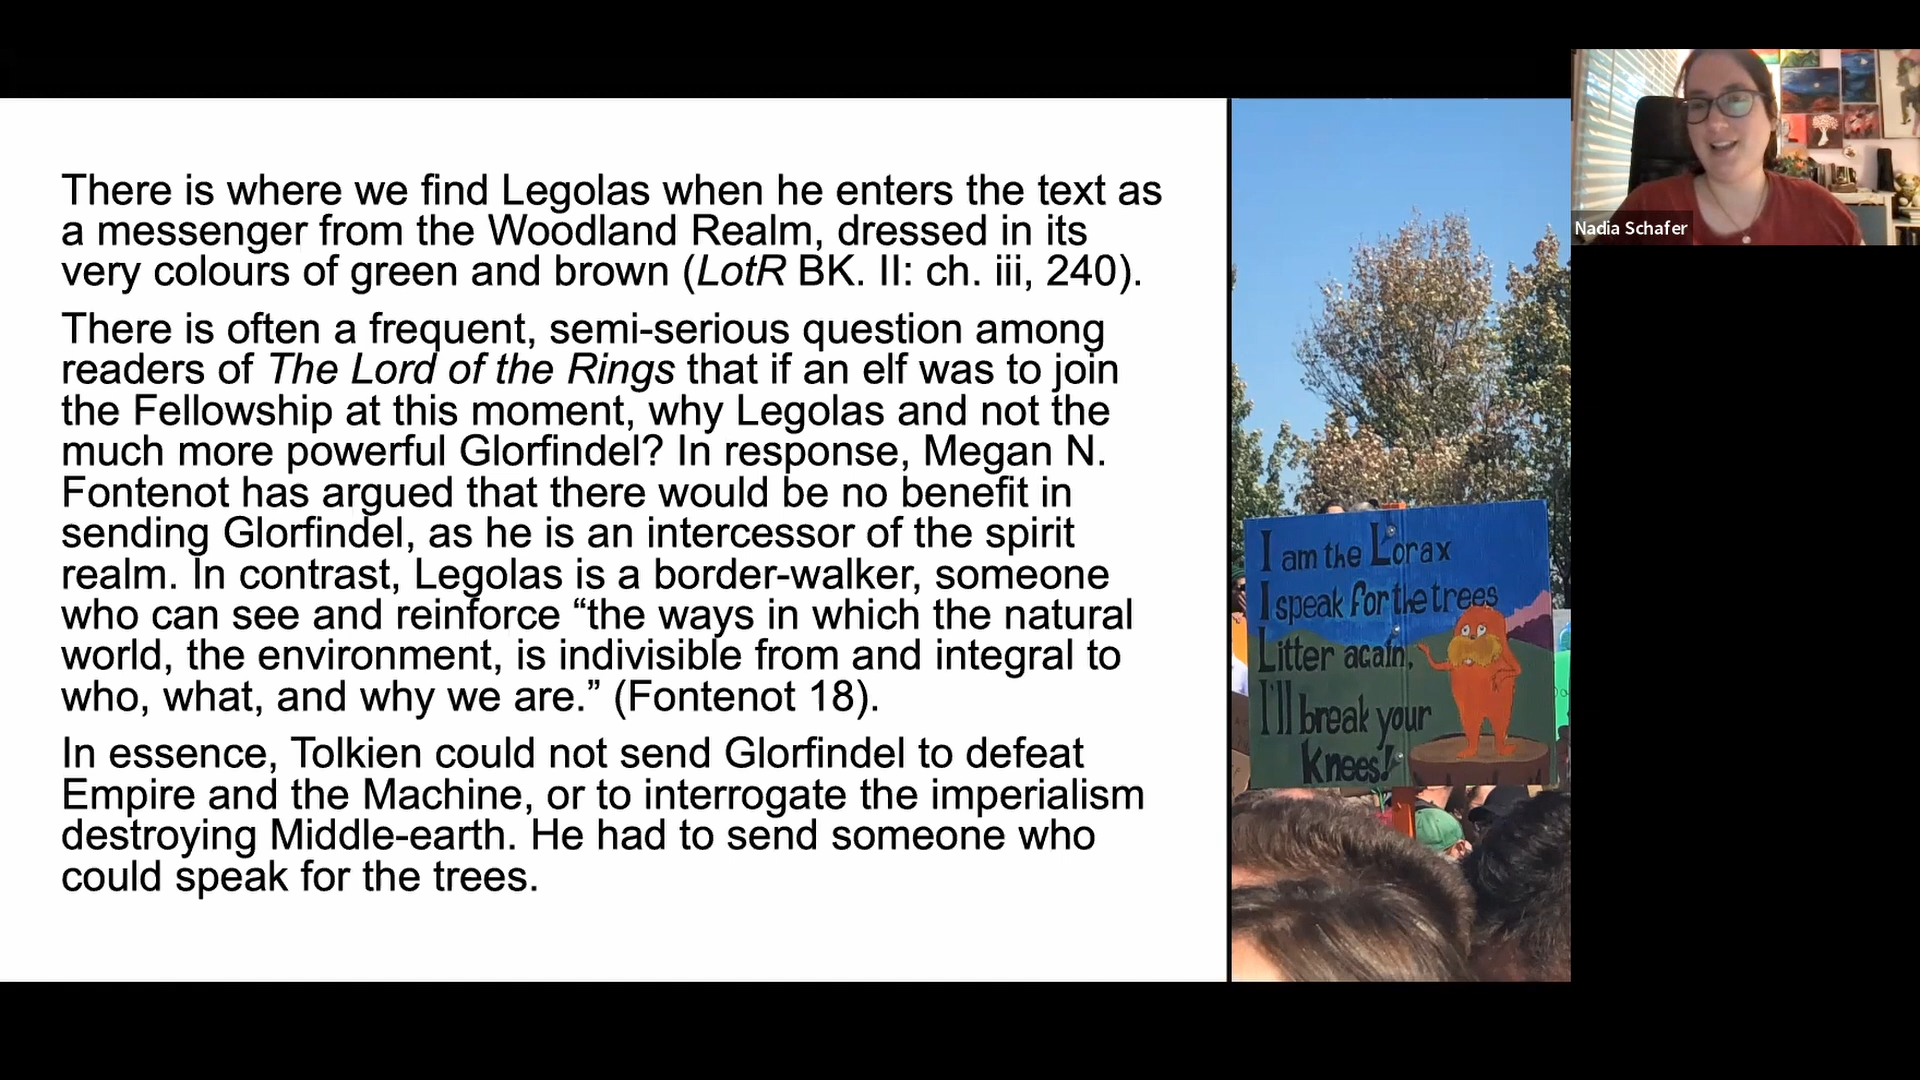 There is where we find Legolas when he enters the text as
a messenger from the Woodland Realm, dressed in its
very colours of green and brown (LotR BK. II: ch. iii, 240).
There is often a frequent, semi-serious question among
readers of The Lord of the Rings that if an elf was to join
the Fellowship at this moment, why Legolas and not the
much more powerful Glorfindel? In response, Megan N.
Fontenot has argued that there would be no benefit in
sending Glorfindel, as he is an intercessor of the spirit
realm. In contrast, Legolas is a border-walker, someone
who can see and reinforce “the ways in which the natural
world, the environment, is indivisible from and integral to
who, what, and why we are.” (Fontenot 18).
In essence, Tolkien could not send Glorfindel to defeat
Empire and the Machine, or to interrogate the imperialism
destroying Middle-earth. He had to send someone who
could speak for the trees.
I am the Lorax
I speak for the trees
Litter again,
I'll break your
Knees!
Nadia Schafer